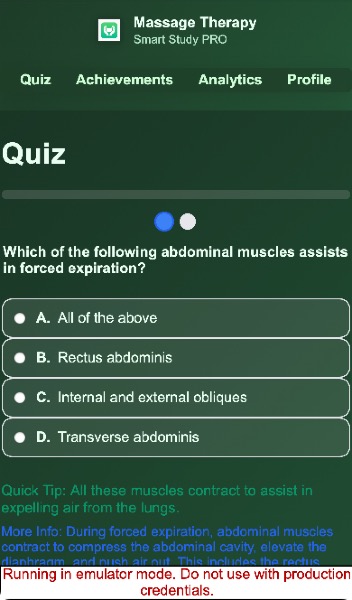 Massage Therapy
Smart Study PRO
Quiz Achievements Analytics Profile
Quiz
Which of the following abdominal muscles assists
in forced expiration?
A. All of the above
B. Rectus abdominis
C. Internal and external obliques
D. Transverse abdominis
Quick Tip: All these muscles contract to assist in
expelling air from the lungs.
More Info: During forced expiration, abdominal muscles
contract to compress the abdominal cavity, elevate the
diaphragm, and push air out. This includes the rectus
Running in emulator mode. Do not use with production
credentials.